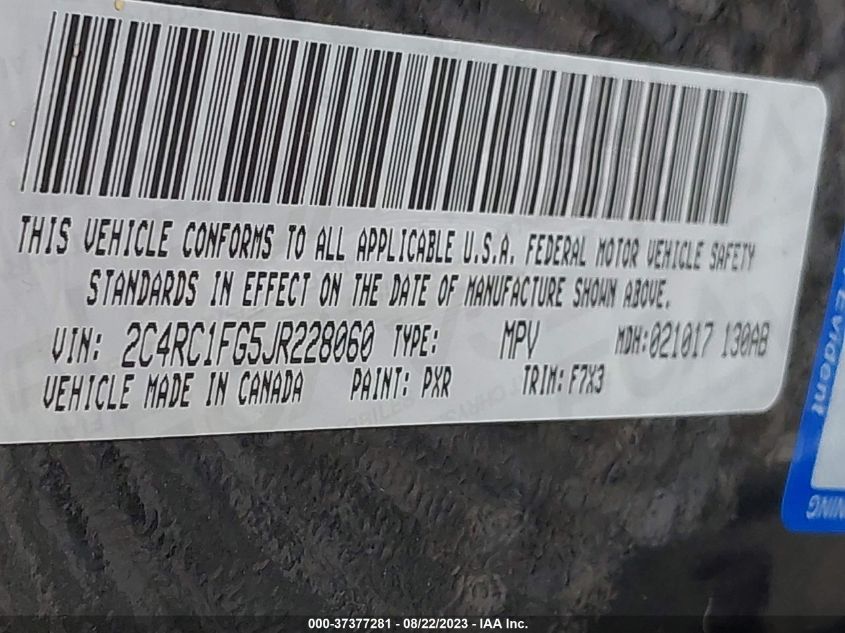 THIS VEHICLE CONFORMS TO ALL APPLICABLE U.S.A. FEDERAL MOTOR VEHICLE SAFETY
STANDARDS IN EFFECT ON THE DATE OF MANUFACTURE SHOWN ABOVE.
VIN: 2C4RC1FG5JR228060 TYPE: MPV MDH:021017 130AB
VEHICLE MADE IN CANADA PAINT: PXR TRIM: F7X3
Evident
NING
000-37377281 - 08/22/2023 - IAA Inc.